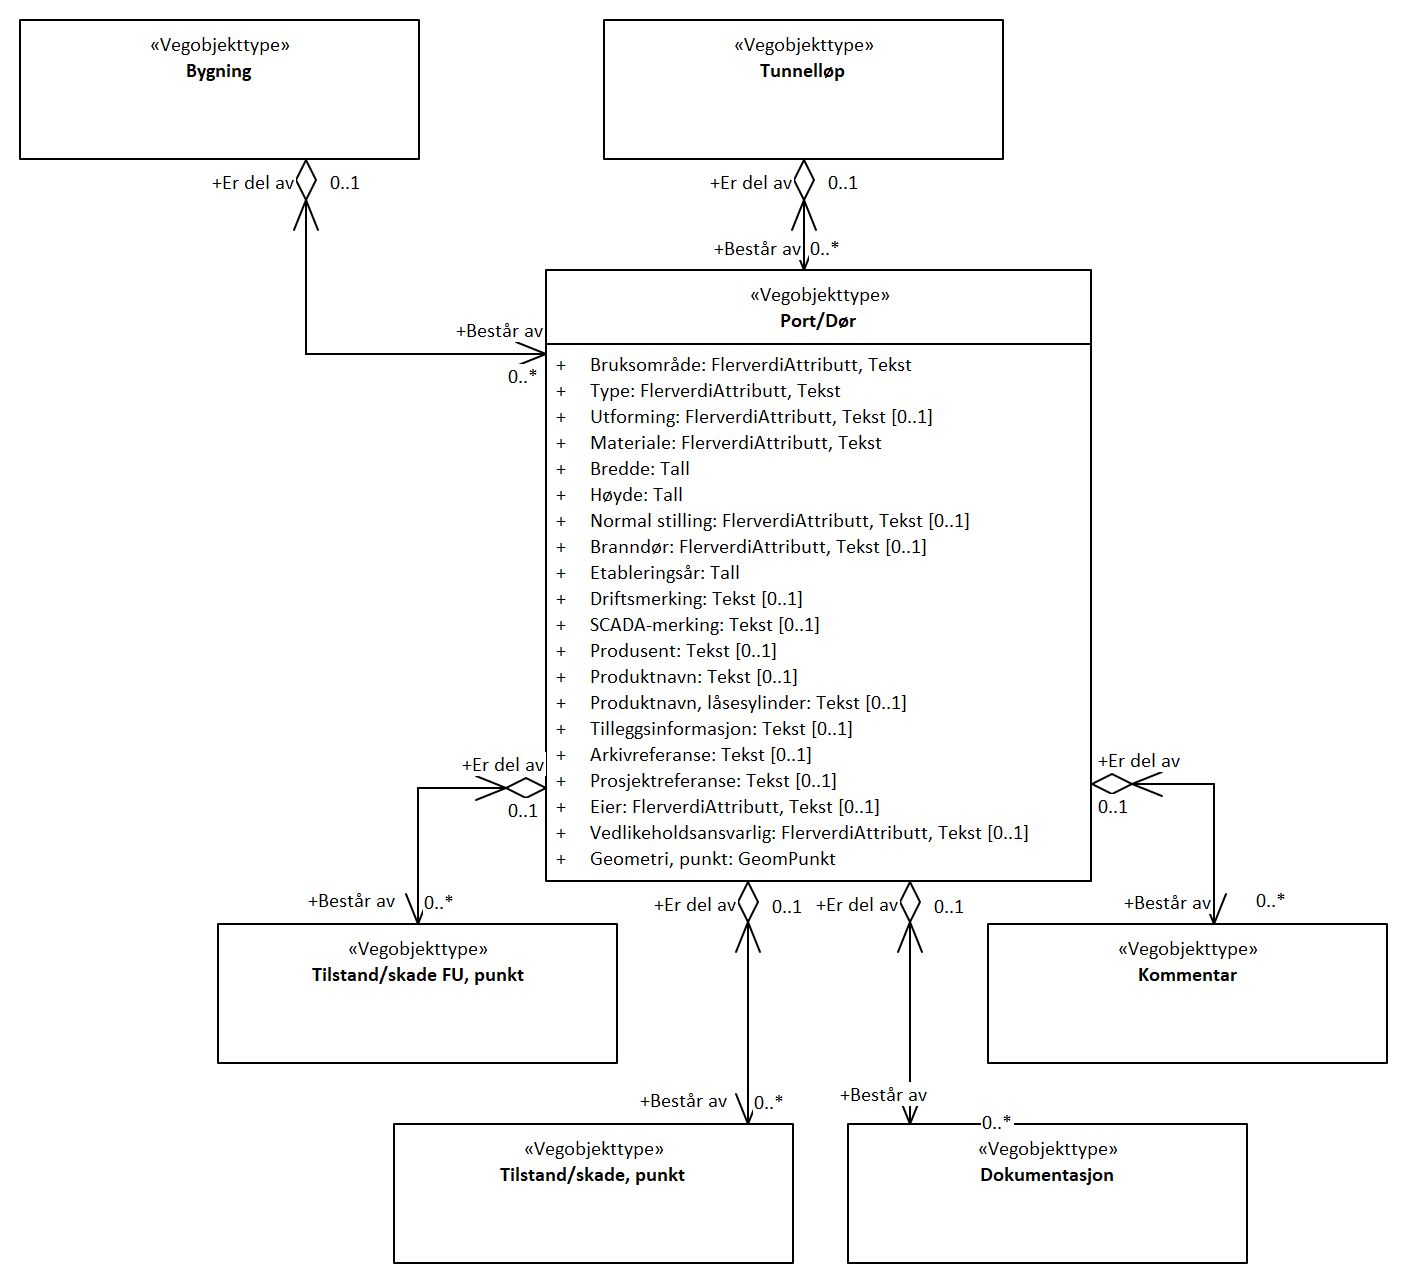 «Vegobjekttype»
Bygning
«Vegobjekttype»
Tunnelløp
+Er del av
0..1
+Er del av
0..1
+Består av
0..*
+Består av
0..*
«Vegobjekttype»
Port/Dør
+ Bruksområde: FlerverdiAttributt, Tekst
+ Type: FlerverdiAttributt, Tekst
+ Utforming: FlerverdiAttributt, Tekst [0..1]
+ Materiale: FlerverdiAttributt, Tekst
+ Bredde: Tall
+ Høyde: Tall
+ Normal stilling: FlerverdiAttributt, Tekst [0..1]
+ Branndør: FlerverdiAttributt, Tekst [0..1]
+ Etableringsår: Tall
+ Driftsmerking: Tekst [0..1]
+ SCADA-merking: Tekst [0..1]
+ Produsent: Tekst [0..1]
+ Produktnavn: Tekst [0..1]
+ Produktnavn, låsesylinder: Tekst [0..1]
+ Tilleggsinformasjon: Tekst [0..1]
+ Arkivreferanse: Tekst [0..1]
+ Prosjektreferanse: Tekst [0..1]
+ Eier: FlerverdiAttributt, Tekst [0..1]
+ Vedlikeholdsansvarlig: FlerverdiAttributt, Tekst [0..1]
+ Geometri, punkt: GeomPunkt
+Er del av
0..1
+Er del av
0..1
+Består av
0..*
+Er del av
0..1
+Er del av
0..1
+Består av
0..*
«Vegobjekttype»
Tilstand/skade FU, punkt
«Vegobjekttype»
Kommentar
+Består av
0..*
+Består av
0..*
«Vegobjekttype»
Tilstand/skade, punkt
«Vegobjekttype»
Dokumentasjon